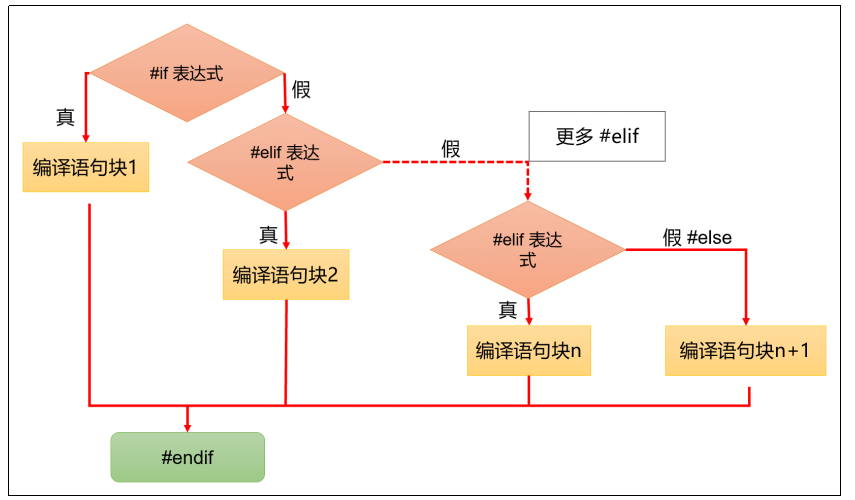 #if 表达式
假
真
编译语句块1
#elif 表达
式
假
更多 #elif
真
编译语句块2
#elif 表达
式
假 #else
真
编译语句块n
编译语句块n+1
#endif